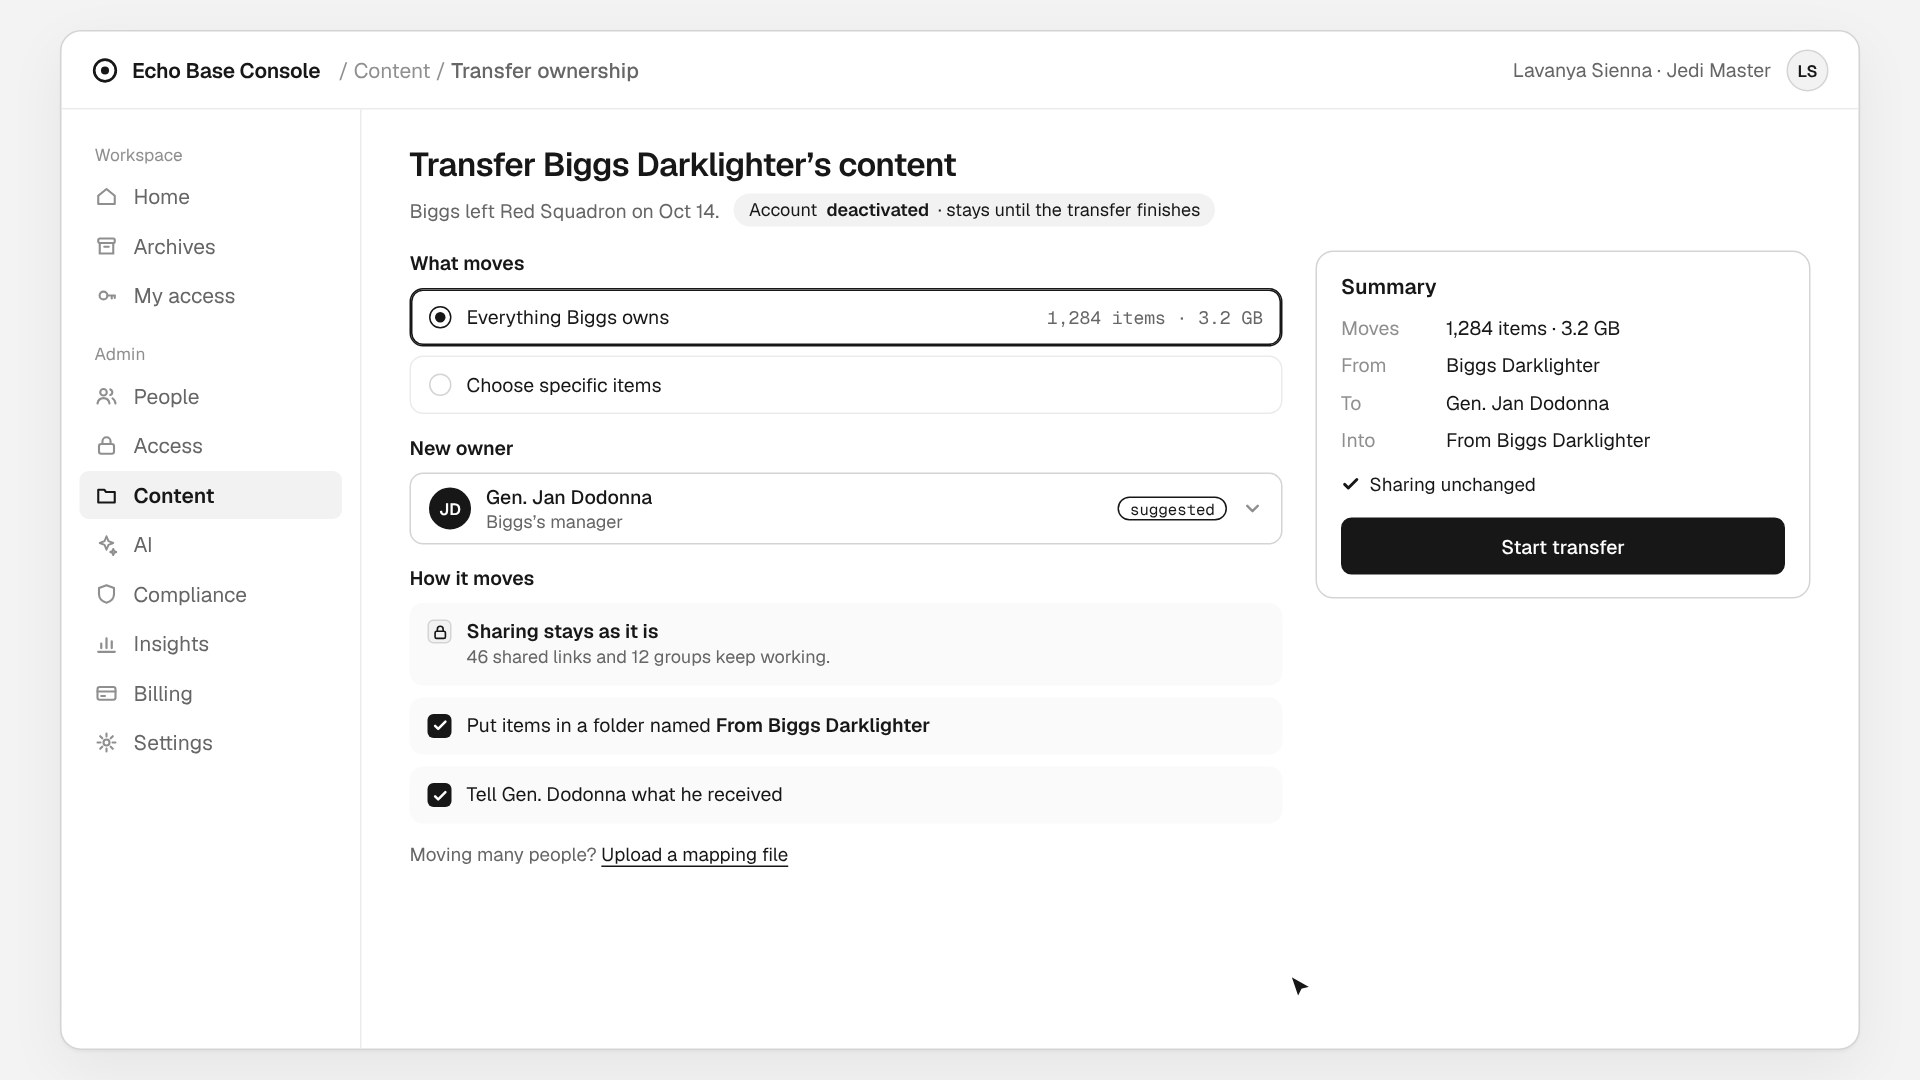 Echo Base Console / Content / Transfer ownership
Lavanya Sienna · Jedi Master LS
Workspace
Home
Archives
My access
Admin
People
Access
Content
AI
Compliance
Insights
Billing
Settings
Transfer Biggs Darklighter’s content
Biggs left Red Squadron on Oct 14. Account deactivated · stays until the transfer finishes
What moves
Everything Biggs owns 1,284 items · 3.2 GB
Choose specific items
New owner
JD Gen. Jan Dodonna
Biggs’s manager
suggested
How it moves
Sharing stays as it is
46 shared links and 12 groups keep working.
Put items in a folder named From Biggs Darklighter
Tell Gen. Dodonna what he received
Moving many people? Upload a mapping file
Summary
Moves 1,284 items · 3.2 GB
From Biggs Darklighter
To Gen. Jan Dodonna
Into From Biggs Darklighter
Sharing unchanged
Start transfer